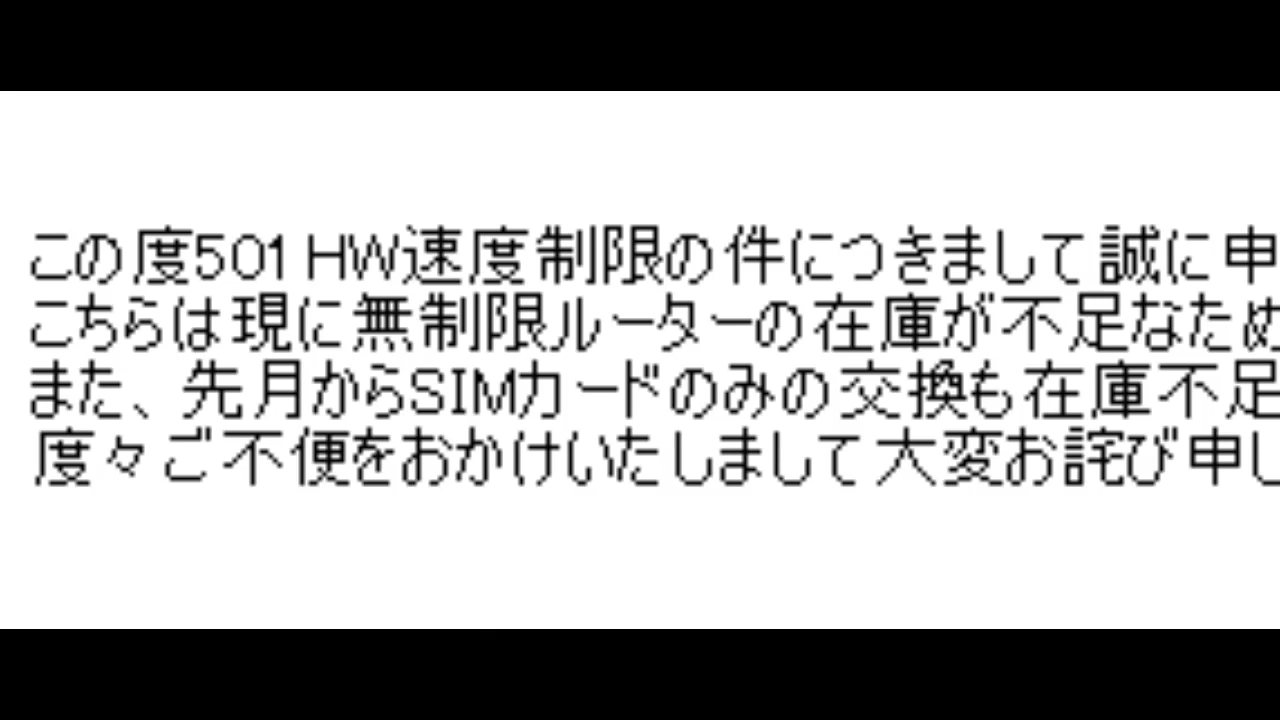 この度501HW速度制限の件につきまして誠に申
こちらは現に無制限ルーターの在庫が不足なため
また、先月からSIMカードのみの交換も在庫不足
度々ご不便をおかけいたしまして大変お詫び申し